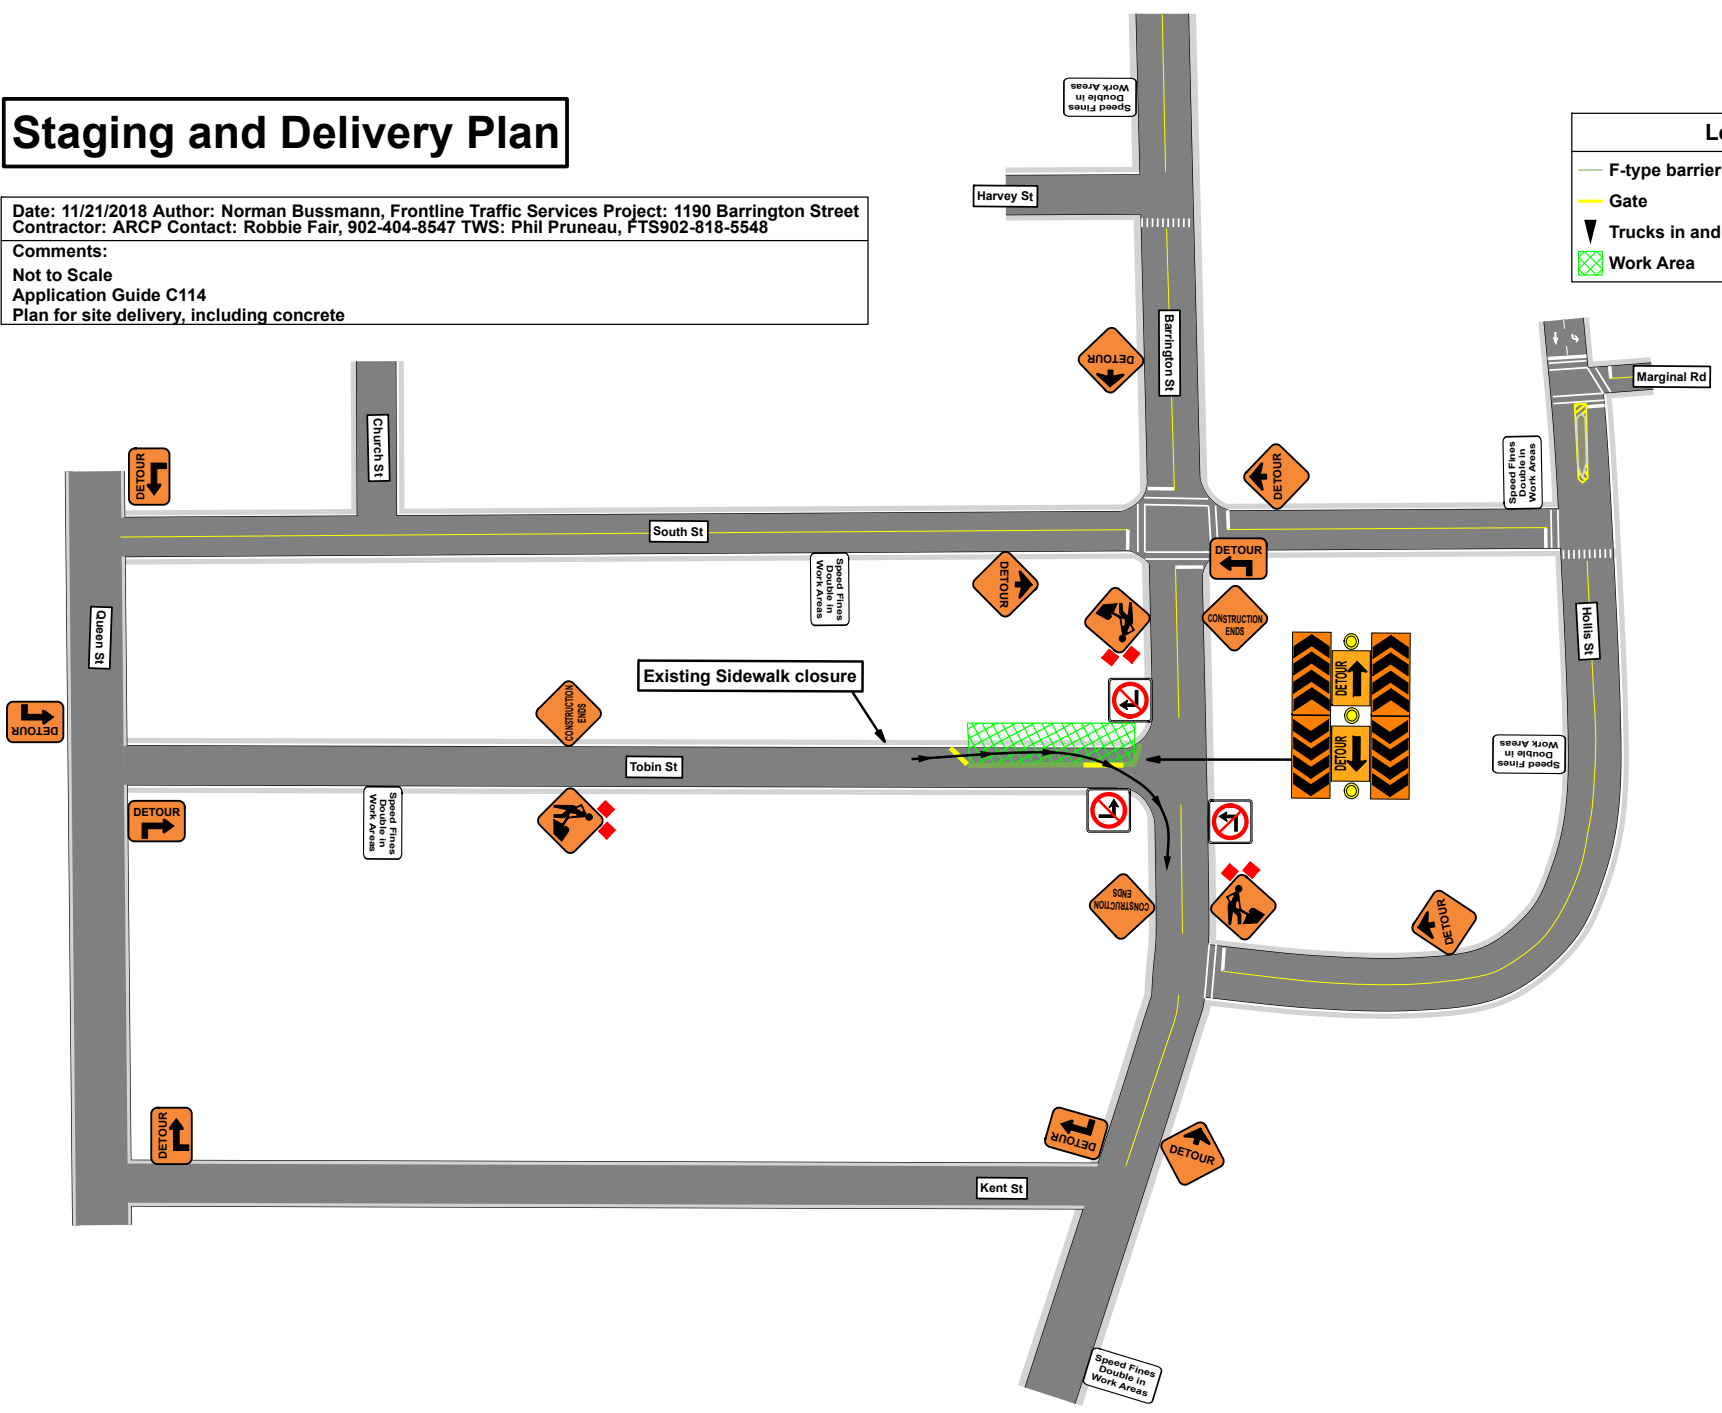 Staging and Delivery Plan
Date: 11/21/2018 Author: Norman Bussmann, Frontline Traffic Services Project: 1190 Barrington Street
Contractor: ARCP Contact: Robbie Fair, 902-404-8547 TWS: Phil Pruneau, FTS902-818-5548
Comments:
Not to Scale
Application Guide C114
Plan for site delivery, including concrete
Speed Fines
Double in
Work Areas
Harvey St
F-type barrier
Gate
Trucks in and
Work Area
Barrington St
DETOUR
Marginal Rd
Church St
DETOUR
DETOUR
Speed Fines
Double in
Work Areas
South St
DETOUR
DETOUR
Speed Fines
Double in
Work Areas
Queen St
CONSTRUCTION
ENDS
Hollis St
Existing Sidewalk closure
DETOUR
DETOUR
CONSTRUCTION
ENDS
DETOUR
Tobin St
Speed Fines
Double in
Work Areas
DETOUR
Speed Fines
Double in
Work Areas
CONSTRUCTION
ENDS
DETOUR
DETOUR
DETOUR
DETOUR
Kent St
Speed Fines
Double in
Work Areas